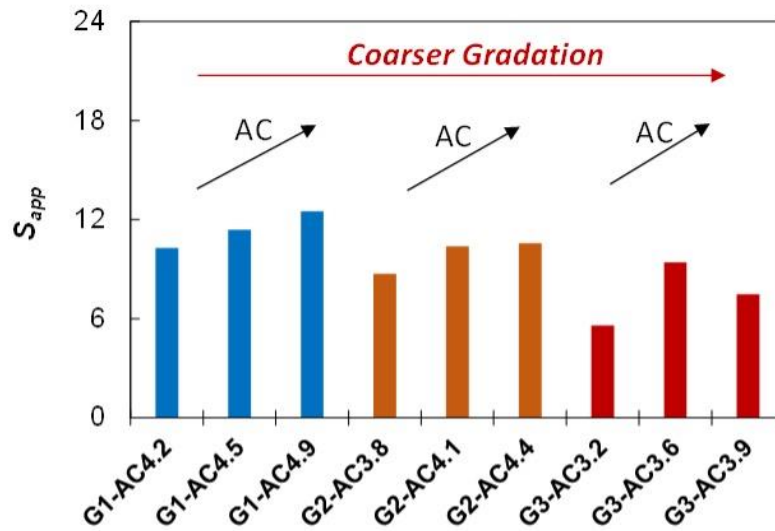 24
Coarser Gradation
18
AC AC AC
S_app
12
6
0
G1-AC4.2
G1-AC4.5
G1-AC4.9
G2-AC3.8
G2-AC4.1
G2-AC4.4
G3-AC3.2
G3-AC3.6
G3-AC3.9